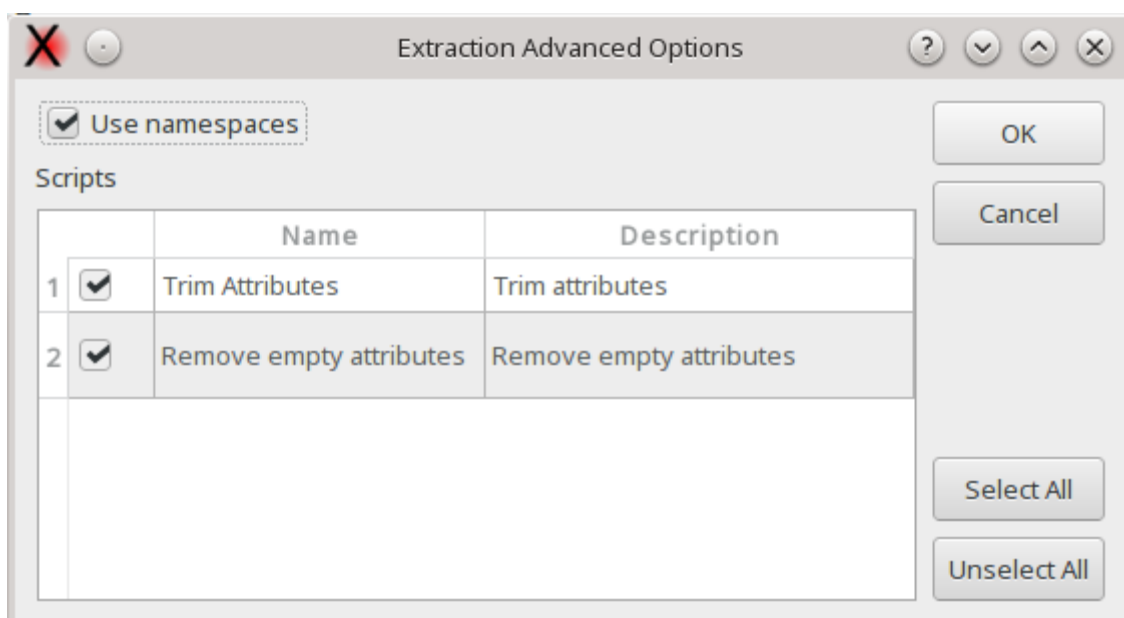 Extraction Advanced Options
Use namespaces
OK
Scripts
Cancel
Name Description
1 Trim Attributes Trim attributes
2 Remove empty attributes Remove empty attributes
Select All
Unselect All